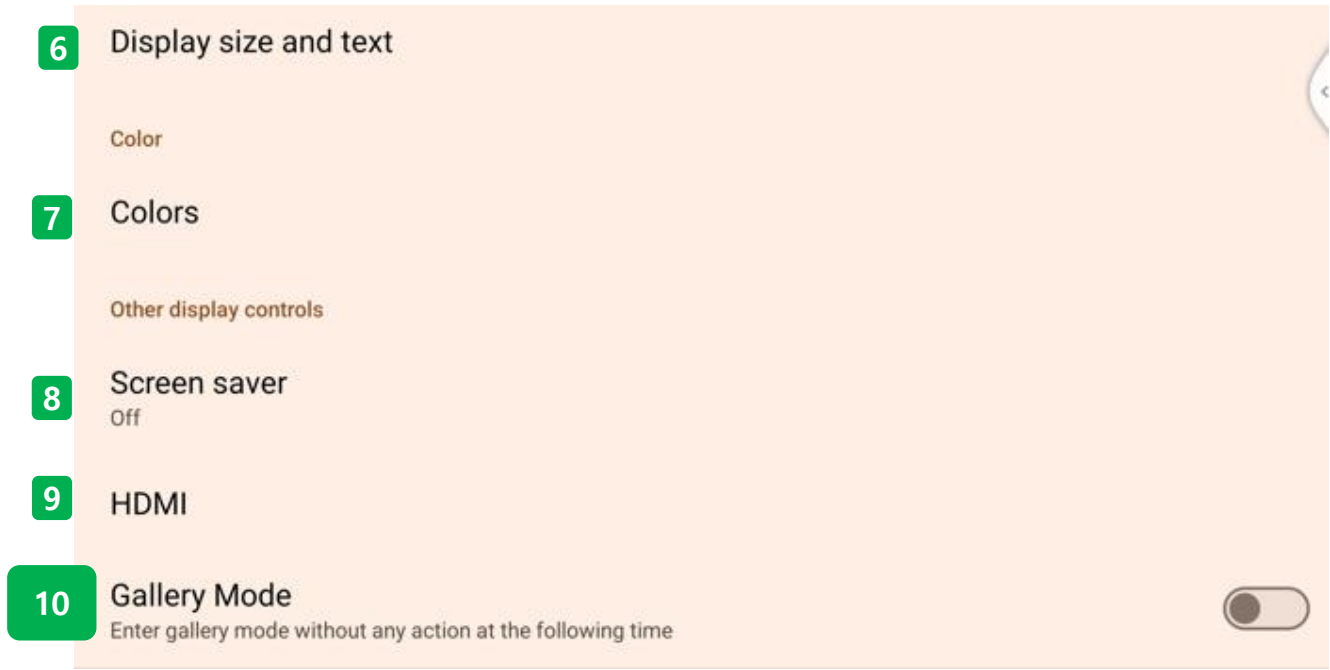 6 Display size and text
Color
7 Colors
Other display controls
8 Screen saver
Off
9 HDMI
10 Gallery Mode
Enter gallery mode without any action at the following time